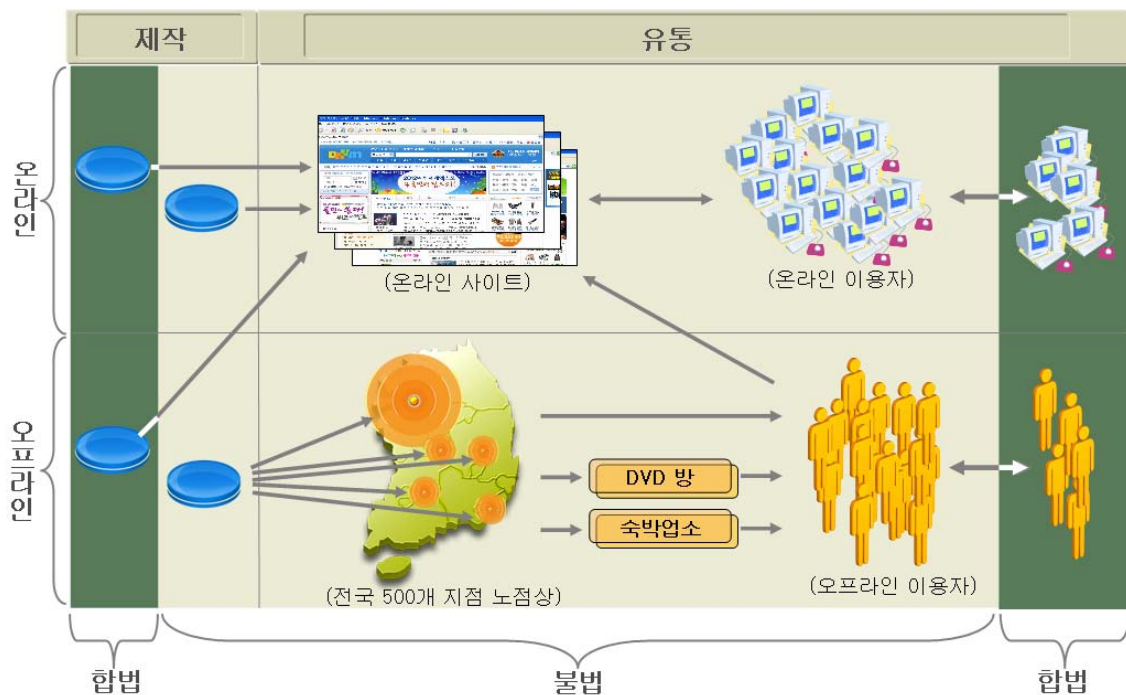 제작
유통
온라인
(온라인 사이트)
(온라인 이용자)
오프라인
DVD 방
숙박업소
(전국 500개 지점 노점상)
(오프라인 이용자)
합법
불법
합법